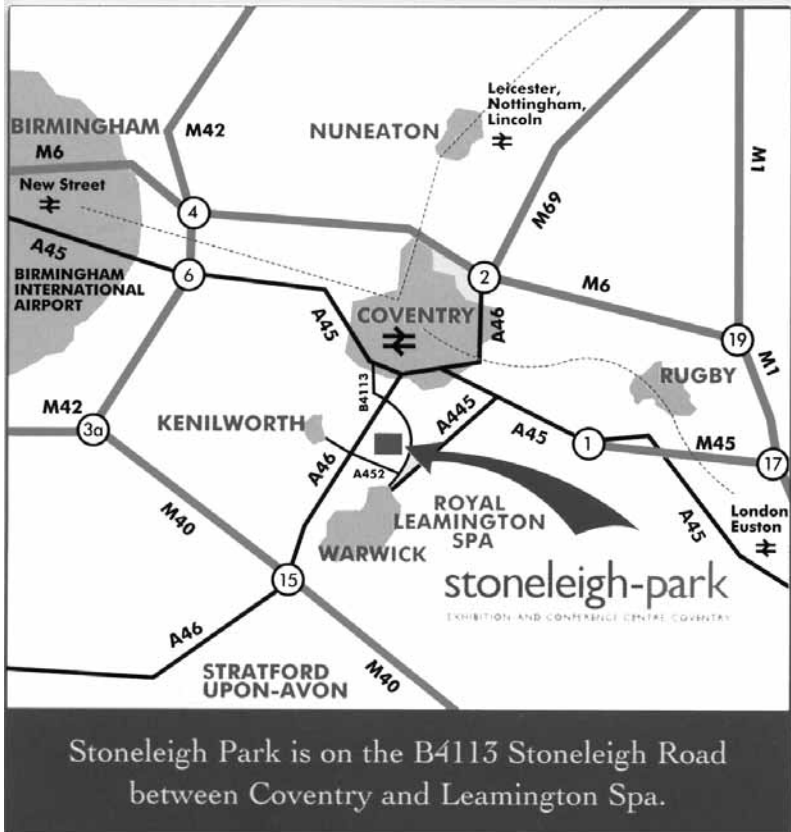 Leicester,
Nottingham,
Lincoln
BIRMINGHAM
M42
NUNEATON
M6
M1
New Street
4
M69
A45
BIRMINGHAM
INTERNATIONAL
AIRPORT
6
2
M6
A45
COVENTRY
A46
19
M1
RUGBY
B4113
M42
3a
KENILWORTH
A445
A45
1
M45
17
A46
A452
M40
ROYAL
LEAMINGTON
SPA
WARWICK
A45
London
Euston
15
stoneleigh-park
EXHIBITION AND CONFERENCE CENTRE, COVENTRY
A46
STRATFORD
UPON-AVON
M40
Stoneleigh Park is on the B4113 Stoneleigh Road
between Coventry and Leamington Spa.